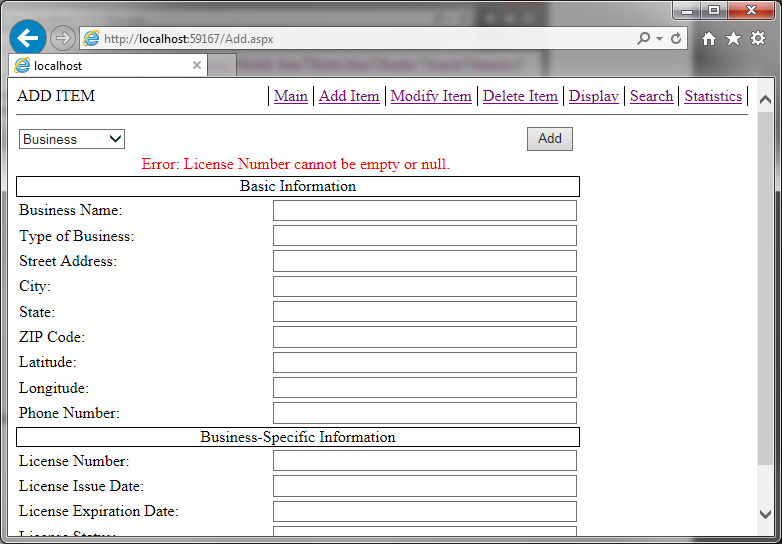 http://localhost:59167/Add.aspx
localhost
ADD ITEM Main Add Item Modify Item Delete Item Display Search Statistics
Business Add
Error: License Number cannot be empty or null.
Basic Information
Business Name:
Type of Business:
Street Address:
City:
State:
ZIP Code:
Latitude:
Longitude:
Phone Number:
Business-Specific Information
License Number:
License Issue Date:
License Expiration Date:
License Status: